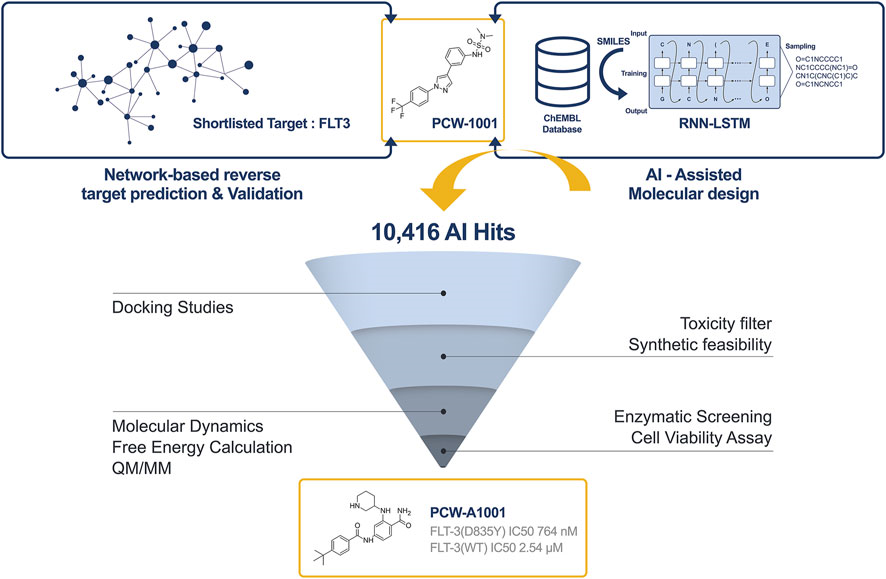 Shortlisted Target : FLT3
Network-based reverse
target prediction & Validation
N
O
S
O
NH
N
N
F
F
F
PCW-1001
ChEMBL
Database
SMILES
Input
Training
Output
C N I E
G C N O
RNN-LSTM
Sampling
O=C1NCCCC1
NC1CCCC(NC1)=O
CN1C(CNC(C1)C)C
O=C1NCNCC1
AI - Assisted
Molecular design
10,416 AI Hits
Docking Studies
Toxicity filter
Synthetic feasibility
Molecular Dynamics
Free Energy Calculation
QM/MM
Enzymatic Screening
Cell Viability Assay
HN
NH
NH2
O
O
NH
PCW-A1001
FLT-3(D835Y) IC50 764 nM
FLT-3(WT) IC50 2.54 µM